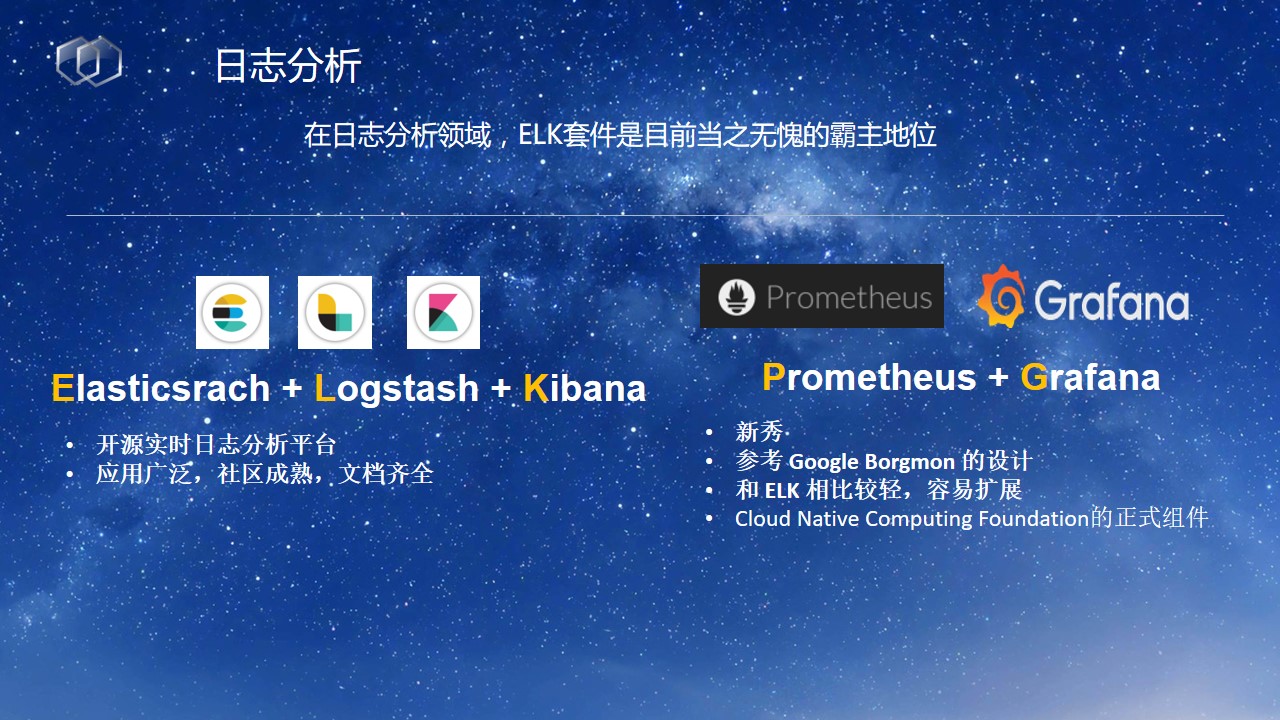 日志分析
在日志分析领域，ELK套件是目前当之无愧的霸主地位
Prometheus
Grafana
Elasticsrach + Logstash + Kibana
Prometheus + Grafana
• 开源实时日志分析平台
• 应用广泛，社区成熟，文档齐全
• 新秀
• 参考 Google Borgmon 的设计
• 和 ELK 相比较轻，容易扩展
• Cloud Native Computing Foundation的正式组件